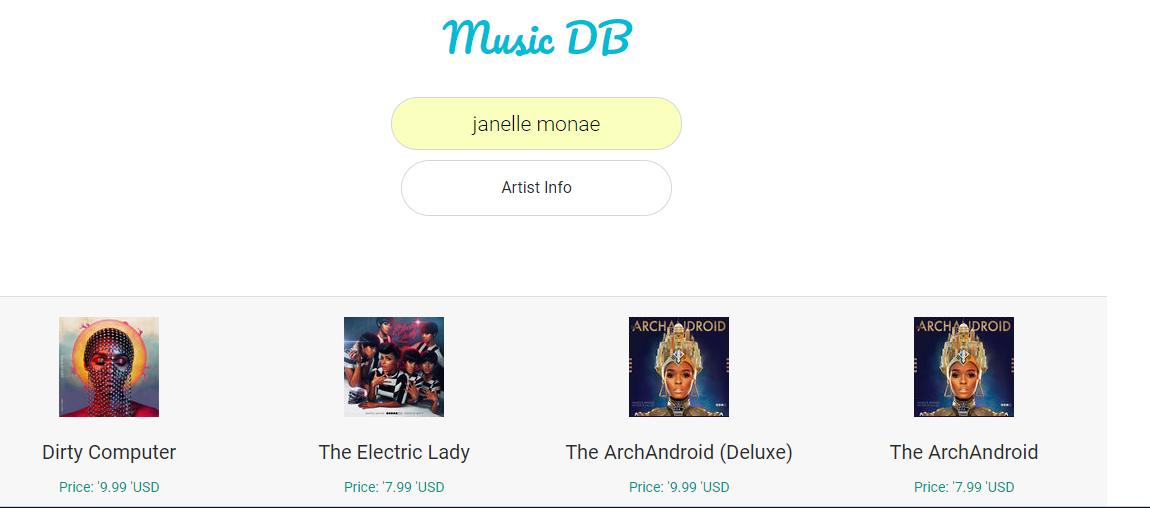 Music DB
janelle monae
Artist Info
ARCHANDROID
ARCHANDROID
Dirty Computer
The Electric Lady
The ArchAndroid (Deluxe)
The ArchAndroid
Price: '9.99 'USD
Price: '7.99 'USD
Price: '9.99 'USD
Price: '7.99 'USD